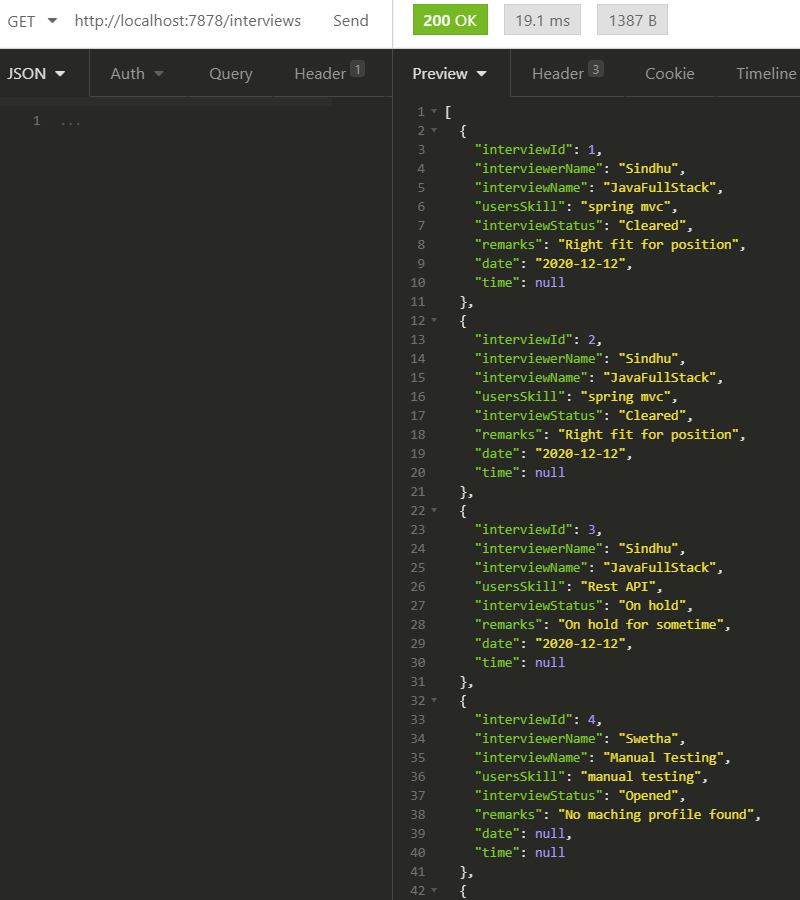 GET http://localhost:7878/interviews Send 200 OK 19.1 ms 1387 B
JSON Auth Query Header 1 Preview Header 3 Cookie Timeline
1 ...
1 [
2 {
3 "interviewId": 1,
4 "interviewerName": "Sindhu",
5 "interviewName": "JavaFullStack",
6 "usersSkill": "spring mvc",
7 "interviewStatus": "Cleared",
8 "remarks": "Right fit for position",
9 "date": "2020-12-12",
10 "time": null
11 },
12 {
13 "interviewId": 2,
14 "interviewerName": "Sindhu",
15 "interviewName": "JavaFullStack",
16 "usersSkill": "spring mvc",
17 "interviewStatus": "Cleared",
18 "remarks": "Right fit for position",
19 "date": "2020-12-12",
20 "time": null
21 },
22 {
23 "interviewId": 3,
24 "interviewerName": "Sindhu",
25 "interviewName": "JavaFullStack",
26 "usersSkill": "Rest API",
27 "interviewStatus": "On hold",
28 "remarks": "On hold for sometime",
29 "date": "2020-12-12",
30 "time": null
31 },
32 {
33 "interviewId": 4,
34 "interviewerName": "Swetha",
35 "interviewName": "Manual Testing",
36 "usersSkill": "manual testing",
37 "interviewStatus": "Opened",
38 "remarks": "No maching profile found",
39 "date": null,
40 "time": null
41 },
42 {